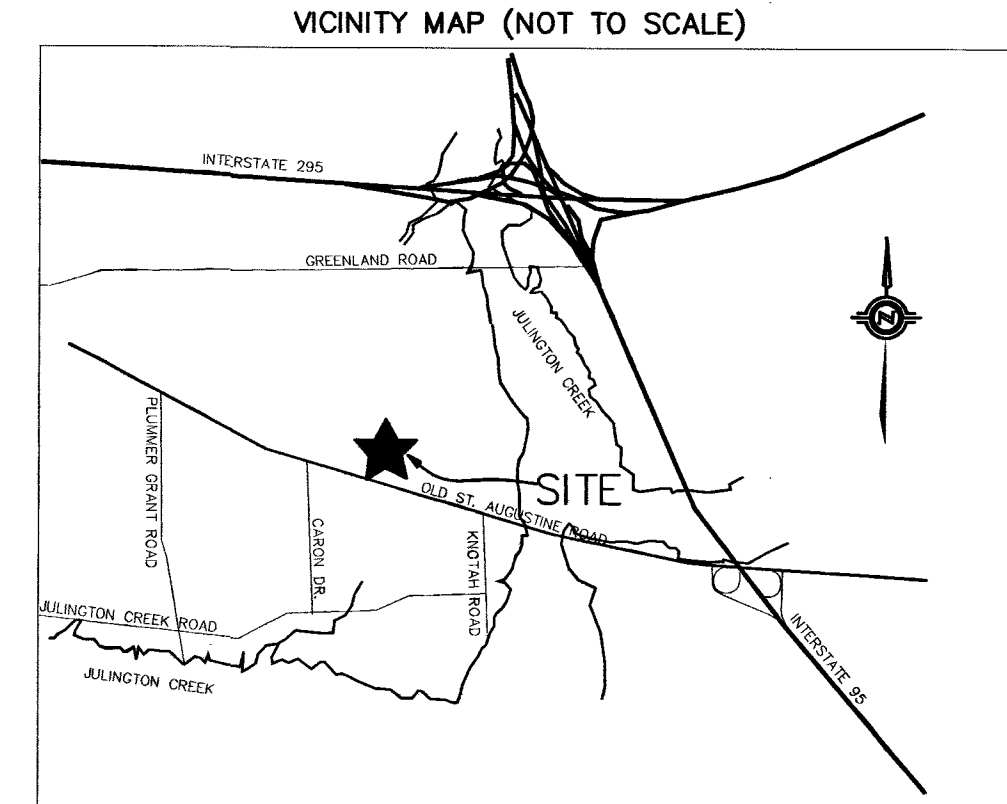 VICINITY MAP (NOT TO SCALE)
INTERSTATE 295
GREENLAND ROAD
JULINGTON CREEK
N
PLUMMER GRANT ROAD
SITE
OLD ST. AUGUSTINE ROAD
CARON DR.
KNOTAH ROAD
JULINGTON CREEK ROAD
JULINGTON CREEK
INTERSTATE 95